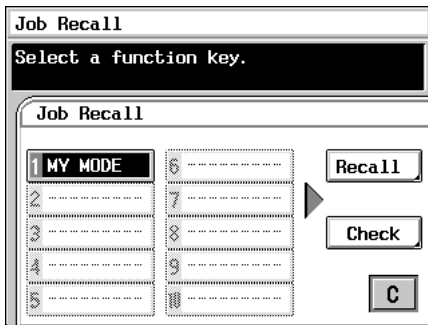 Job Recall
Select a function key.
Job Recall
1 MY MODE
2
3
4
5
6
7
8
9
10
Recall
Check
C